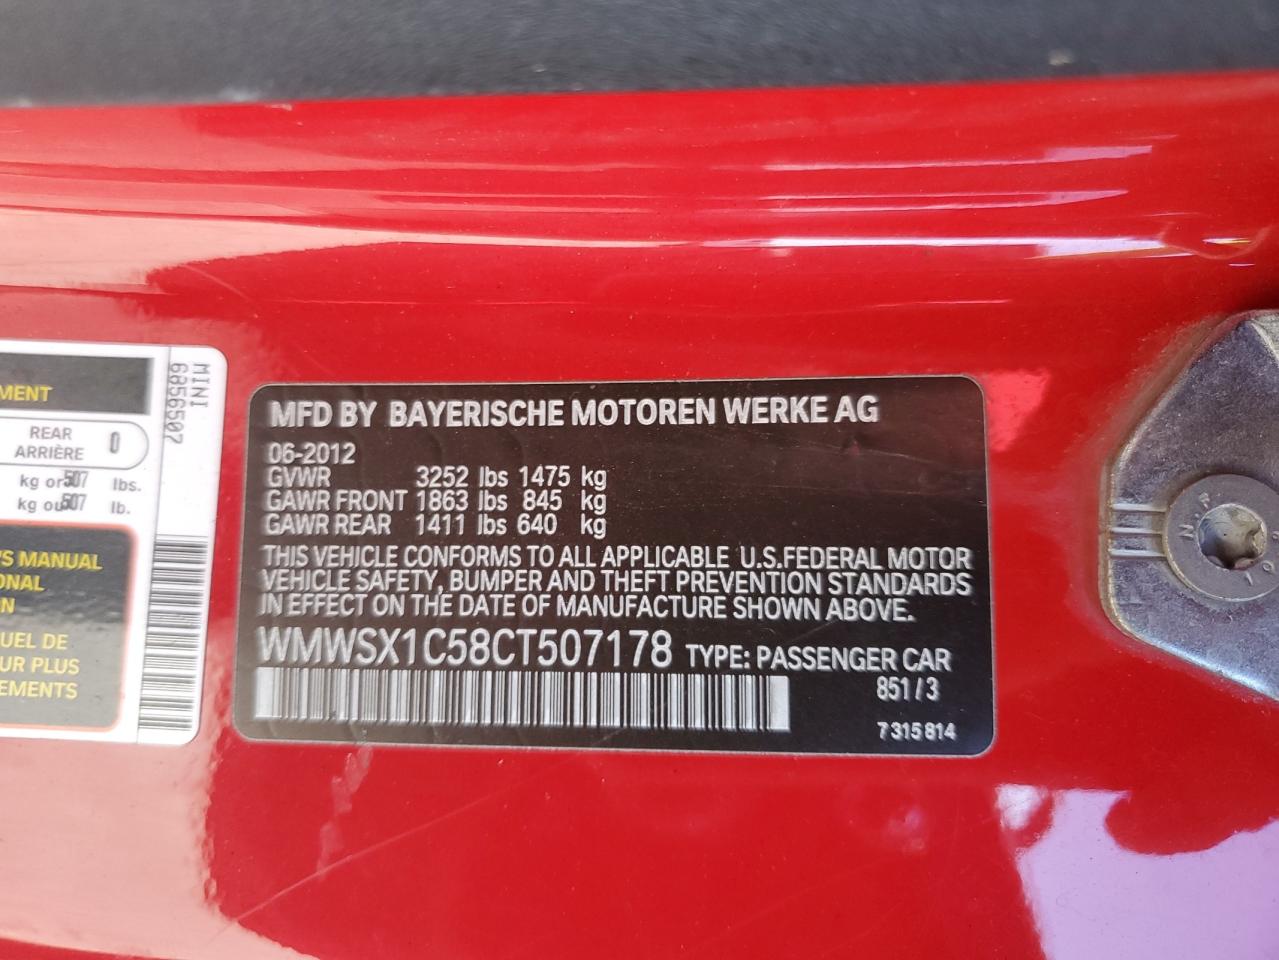 MENT
REAR
ARRIÈRE
0
kg or 507 lbs.
kg ou 507 lb.
'S MANUAL
ONAL
N
UEL DE
UR PLUS
EMENTS
MINI
6856507
MFD BY BAYERISCHE MOTOREN WERKE AG
06-2012
GVWR 3252 lbs 1475 kg
GAWR FRONT 1863 lbs 845 kg
GAWR REAR 1411 lbs 640 kg
THIS VEHICLE CONFORMS TO ALL APPLICABLE U.S.FEDERAL MOTOR
VEHICLE SAFETY, BUMPER AND THEFT PREVENTION STANDARDS
IN EFFECT ON THE DATE OF MANUFACTURE SHOWN ABOVE.
WMWSX1C58CT507178 TYPE: PASSENGER CAR
851/3
7 315 814